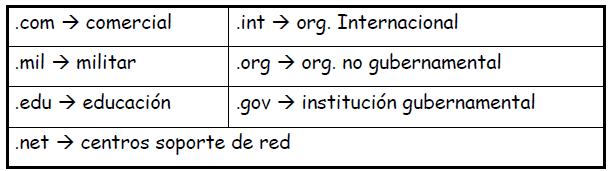 .com → comercial
.int → org. Internacional
.mil → militar
.org → org. no gubernamental
.edu → educación
.gov → institución gubernamental
.net → centros soporte de red